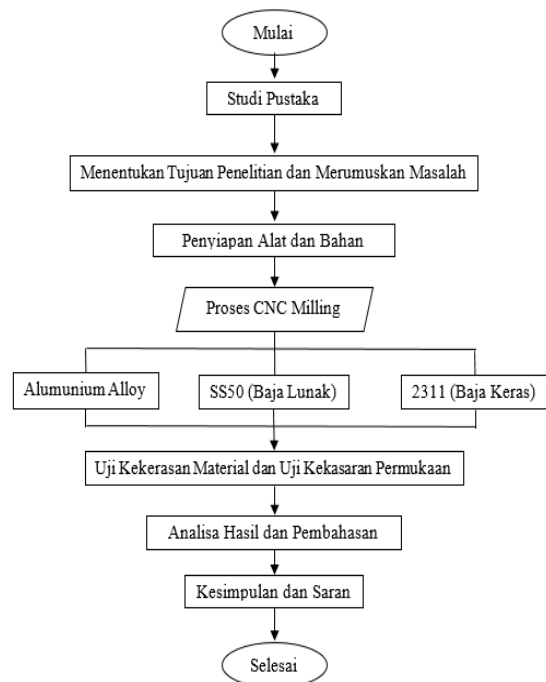 Mulai
Studi Pustaka
Menentukan Tujuan Penelitian dan Merumuskan Masalah
Penyiapan Alat dan Bahan
Proses CNC Milling
Alumunium Alloy
SS50 (Baja Lunak)
2311 (Baja Keras)
Uji Kekerasan Material dan Uji Kekasaran Permukaan
Analisa Hasil dan Pembahasan
Kesimpulan dan Saran
Selesai